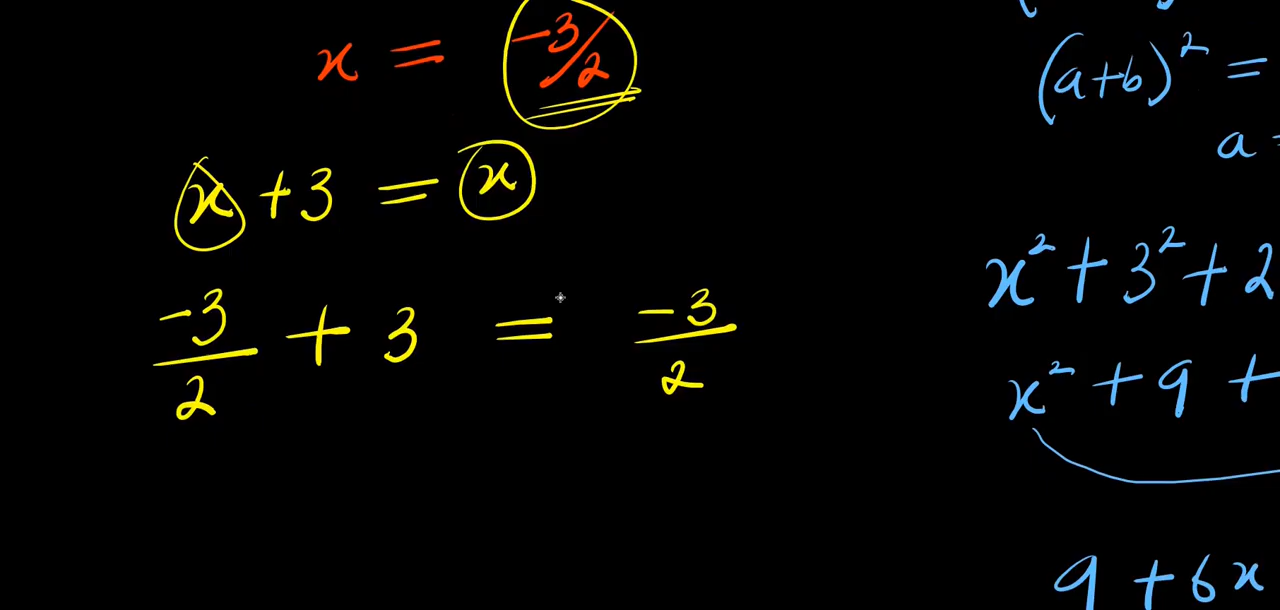 x = -3/2
x + 3 = x
-3/2 + 3 = -3/2
(a+b)² =
a =
x² + 3² + 2
x² + 9 +
9 + 6x